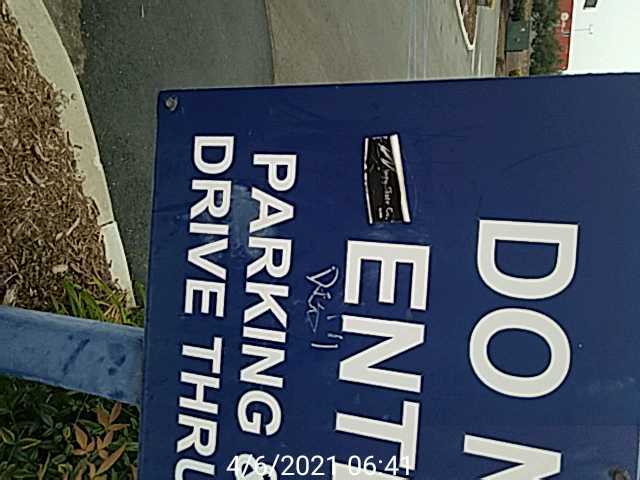 DO N
ENT
PARKING
DRIVE THRU
4/6/2021 06:41